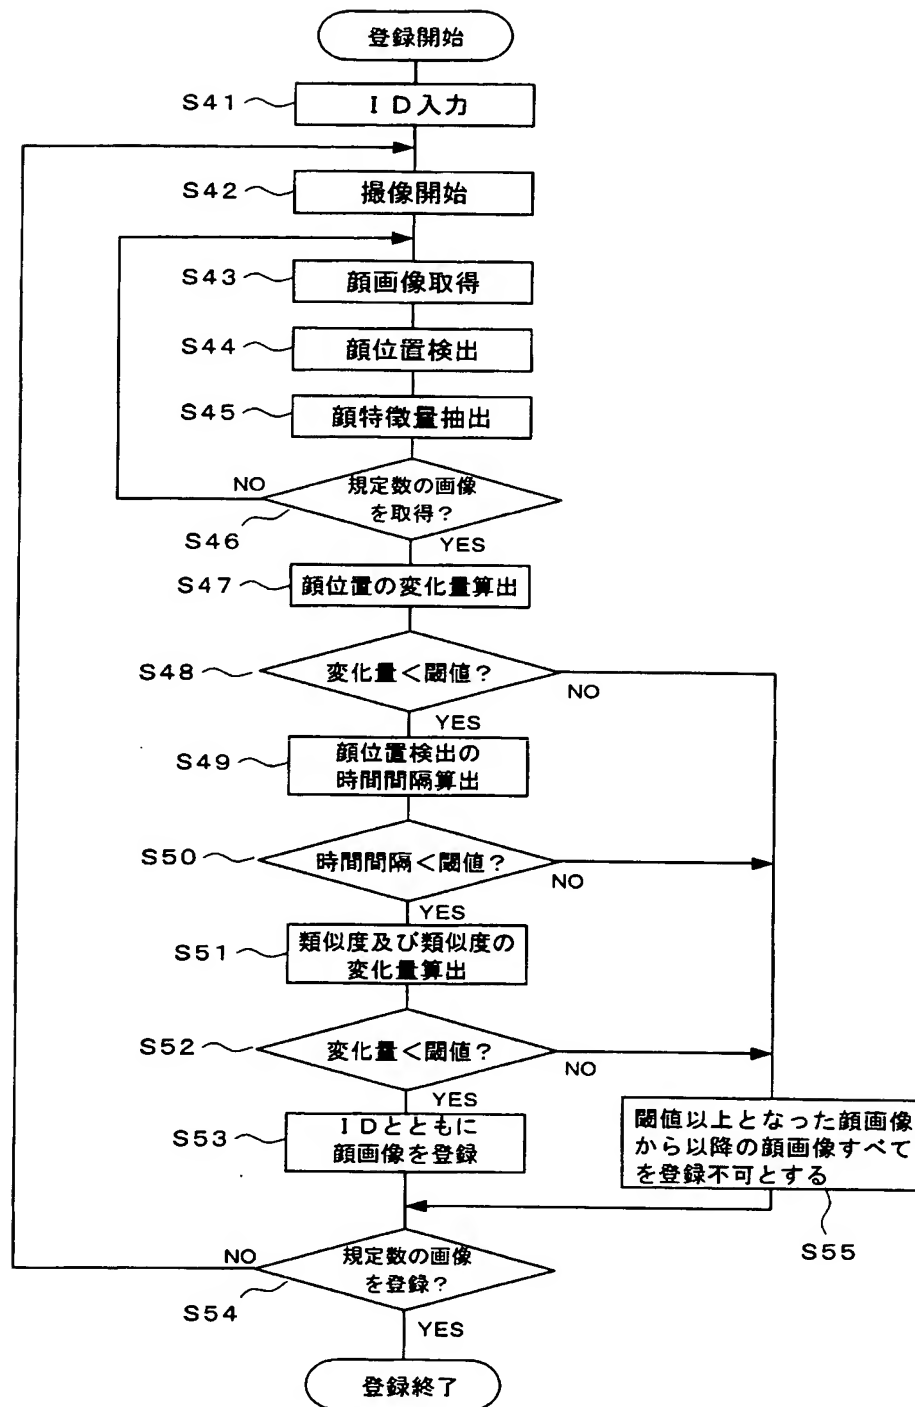 登録開始
S41
ID入力
S42
撮像開始
S43
顔画像取得
S44
顔位置検出
S45
顔特徴量抽出
NO
規定数の画像
を取得?
S46
YES
S47
顔位置の変化量算出
S48
変化量<閾値?
NO
YES
S49
顔位置検出の
時間間隔算出
S50
時間間隔<閾値?
NO
YES
S51
類似度及び類似度の
変化量算出
S52
変化量<閾値?
NO
YES
S53
IDとともに
顔画像を登録
閾値以上となった顔画像
から以降の顔画像すべて
を登録不可とする
S55
NO
規定数の画像
を登録?
S54
YES
登録終了